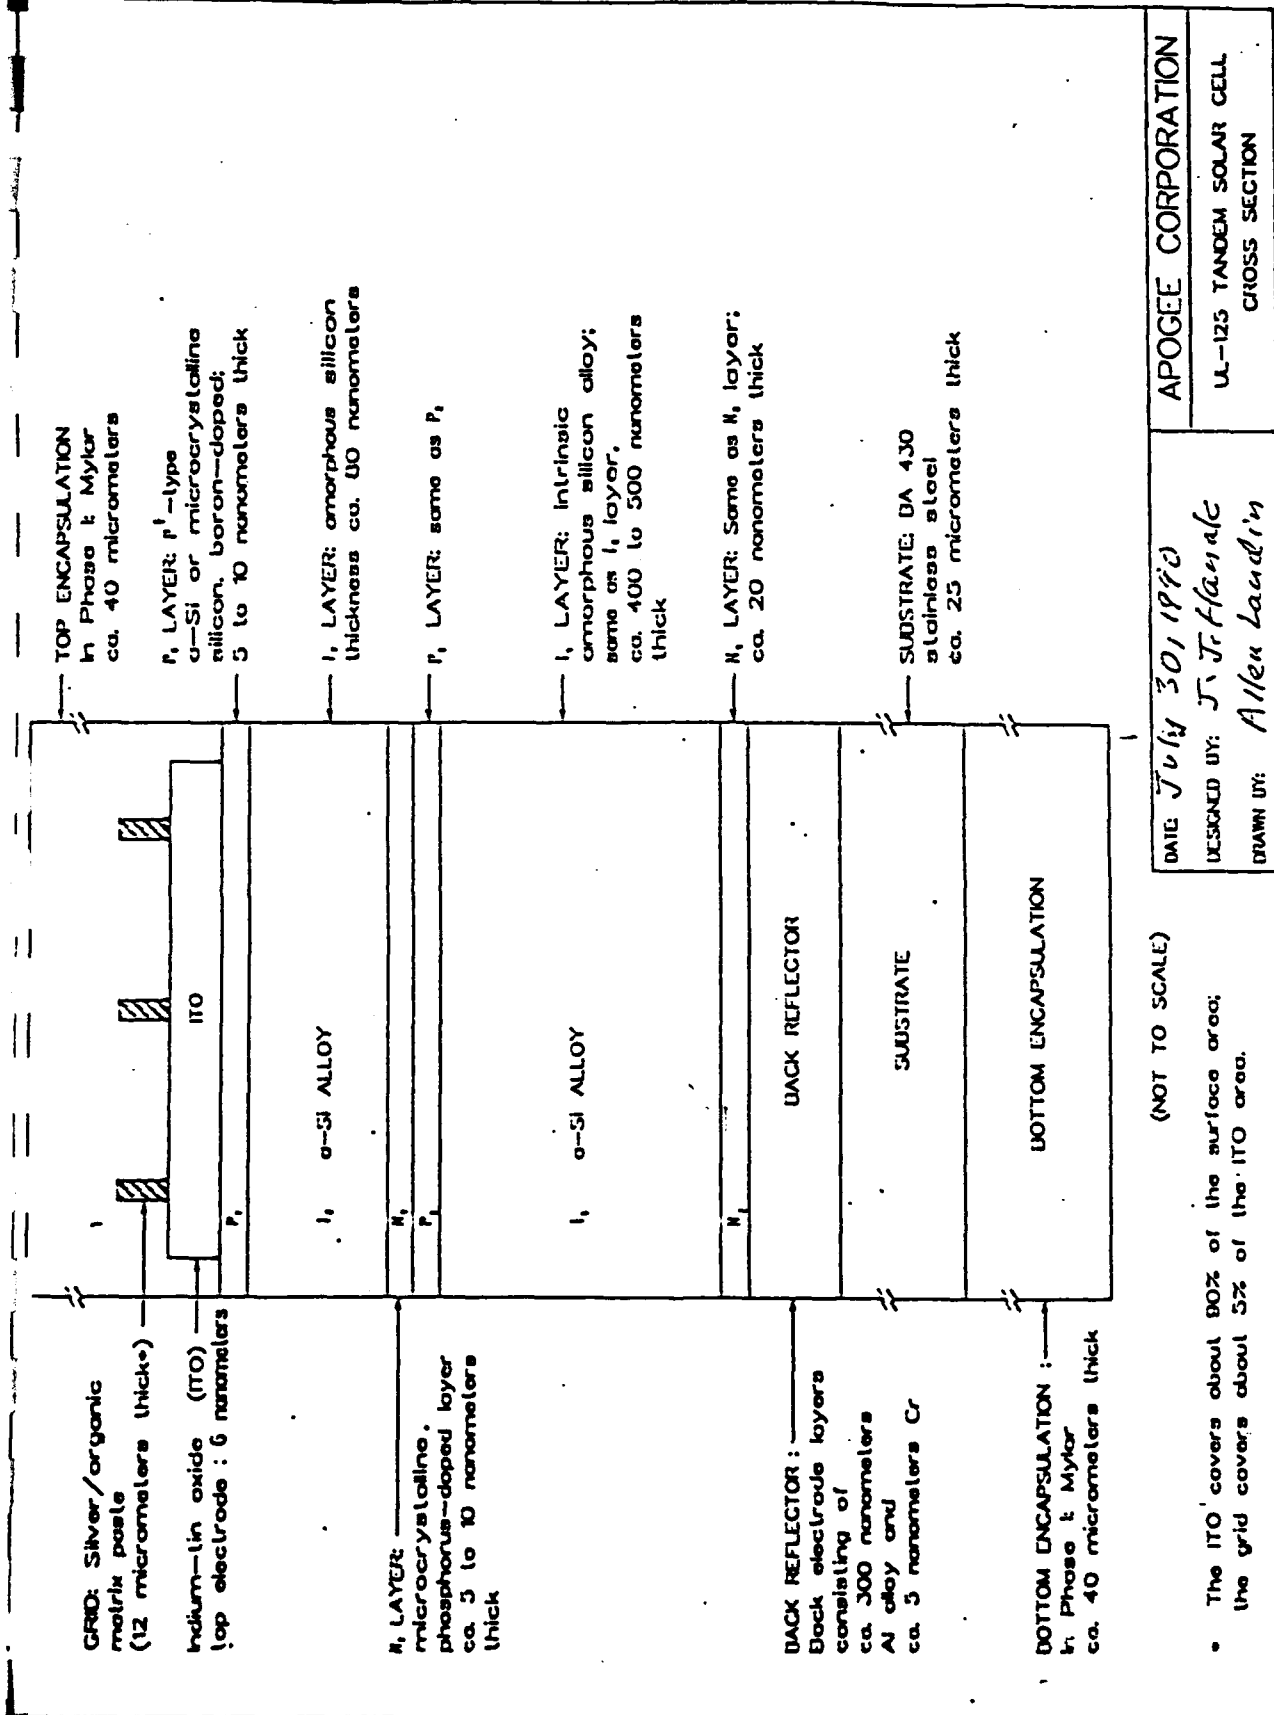 TOP ENCAPSULATION
In Phase I: Mylar
ca. 40 micrometers
GRID: Silver/organic
matrix paste
(12 micrometers thick*)
P₁ LAYER: P⁺-type
a-Si or microcrystalline
silicon, boron-doped;
5 to 10 nanometers thick
Indium-tin oxide (ITO)
top electrode : 6 nanometers
ITO
P₁
I₁ LAYER: amorphous silicon
thickness ca. 80 nanometers
I₁ a-Si ALLOY
N₁ LAYER:
microcrystalline,
phosphorus-doped layer
ca. 5 to 10 nanometers
thick
N₁
P₂
P₂ LAYER: same as P₁
I₂ LAYER: Intrinsic
amorphous silicon alloy;
same as I₁ layer,
ca. 400 to 500 nanometers
thick
I₂ a-Si ALLOY
N₂
N₂ LAYER: Same as N₁ layer;
ca. 20 nanometers thick
BACK REFLECTOR :
Back electrode layers
consisting of
ca. 300 nanometers
Al alloy and
ca. 5 nanometers Cr
BACK REFLECTOR
SUBSTRATE: BA 430
stainless steel
ca. 25 micrometers thick
SUBSTRATE
BOTTOM ENCAPSULATION :
In Phase I: Mylar
ca. 40 micrometers thick
BOTTOM ENCAPSULATION
(NOT TO SCALE)
* The ITO covers about 90% of the surface area;
the grid covers about 5% of the ITO area.
DATE: July 30, 1990
DESIGNED BY: J. J. Hanak
DRAWN BY: Allen Landin
APOGEE CORPORATION
UL-125 TANDEM SOLAR CELL
CROSS SECTION